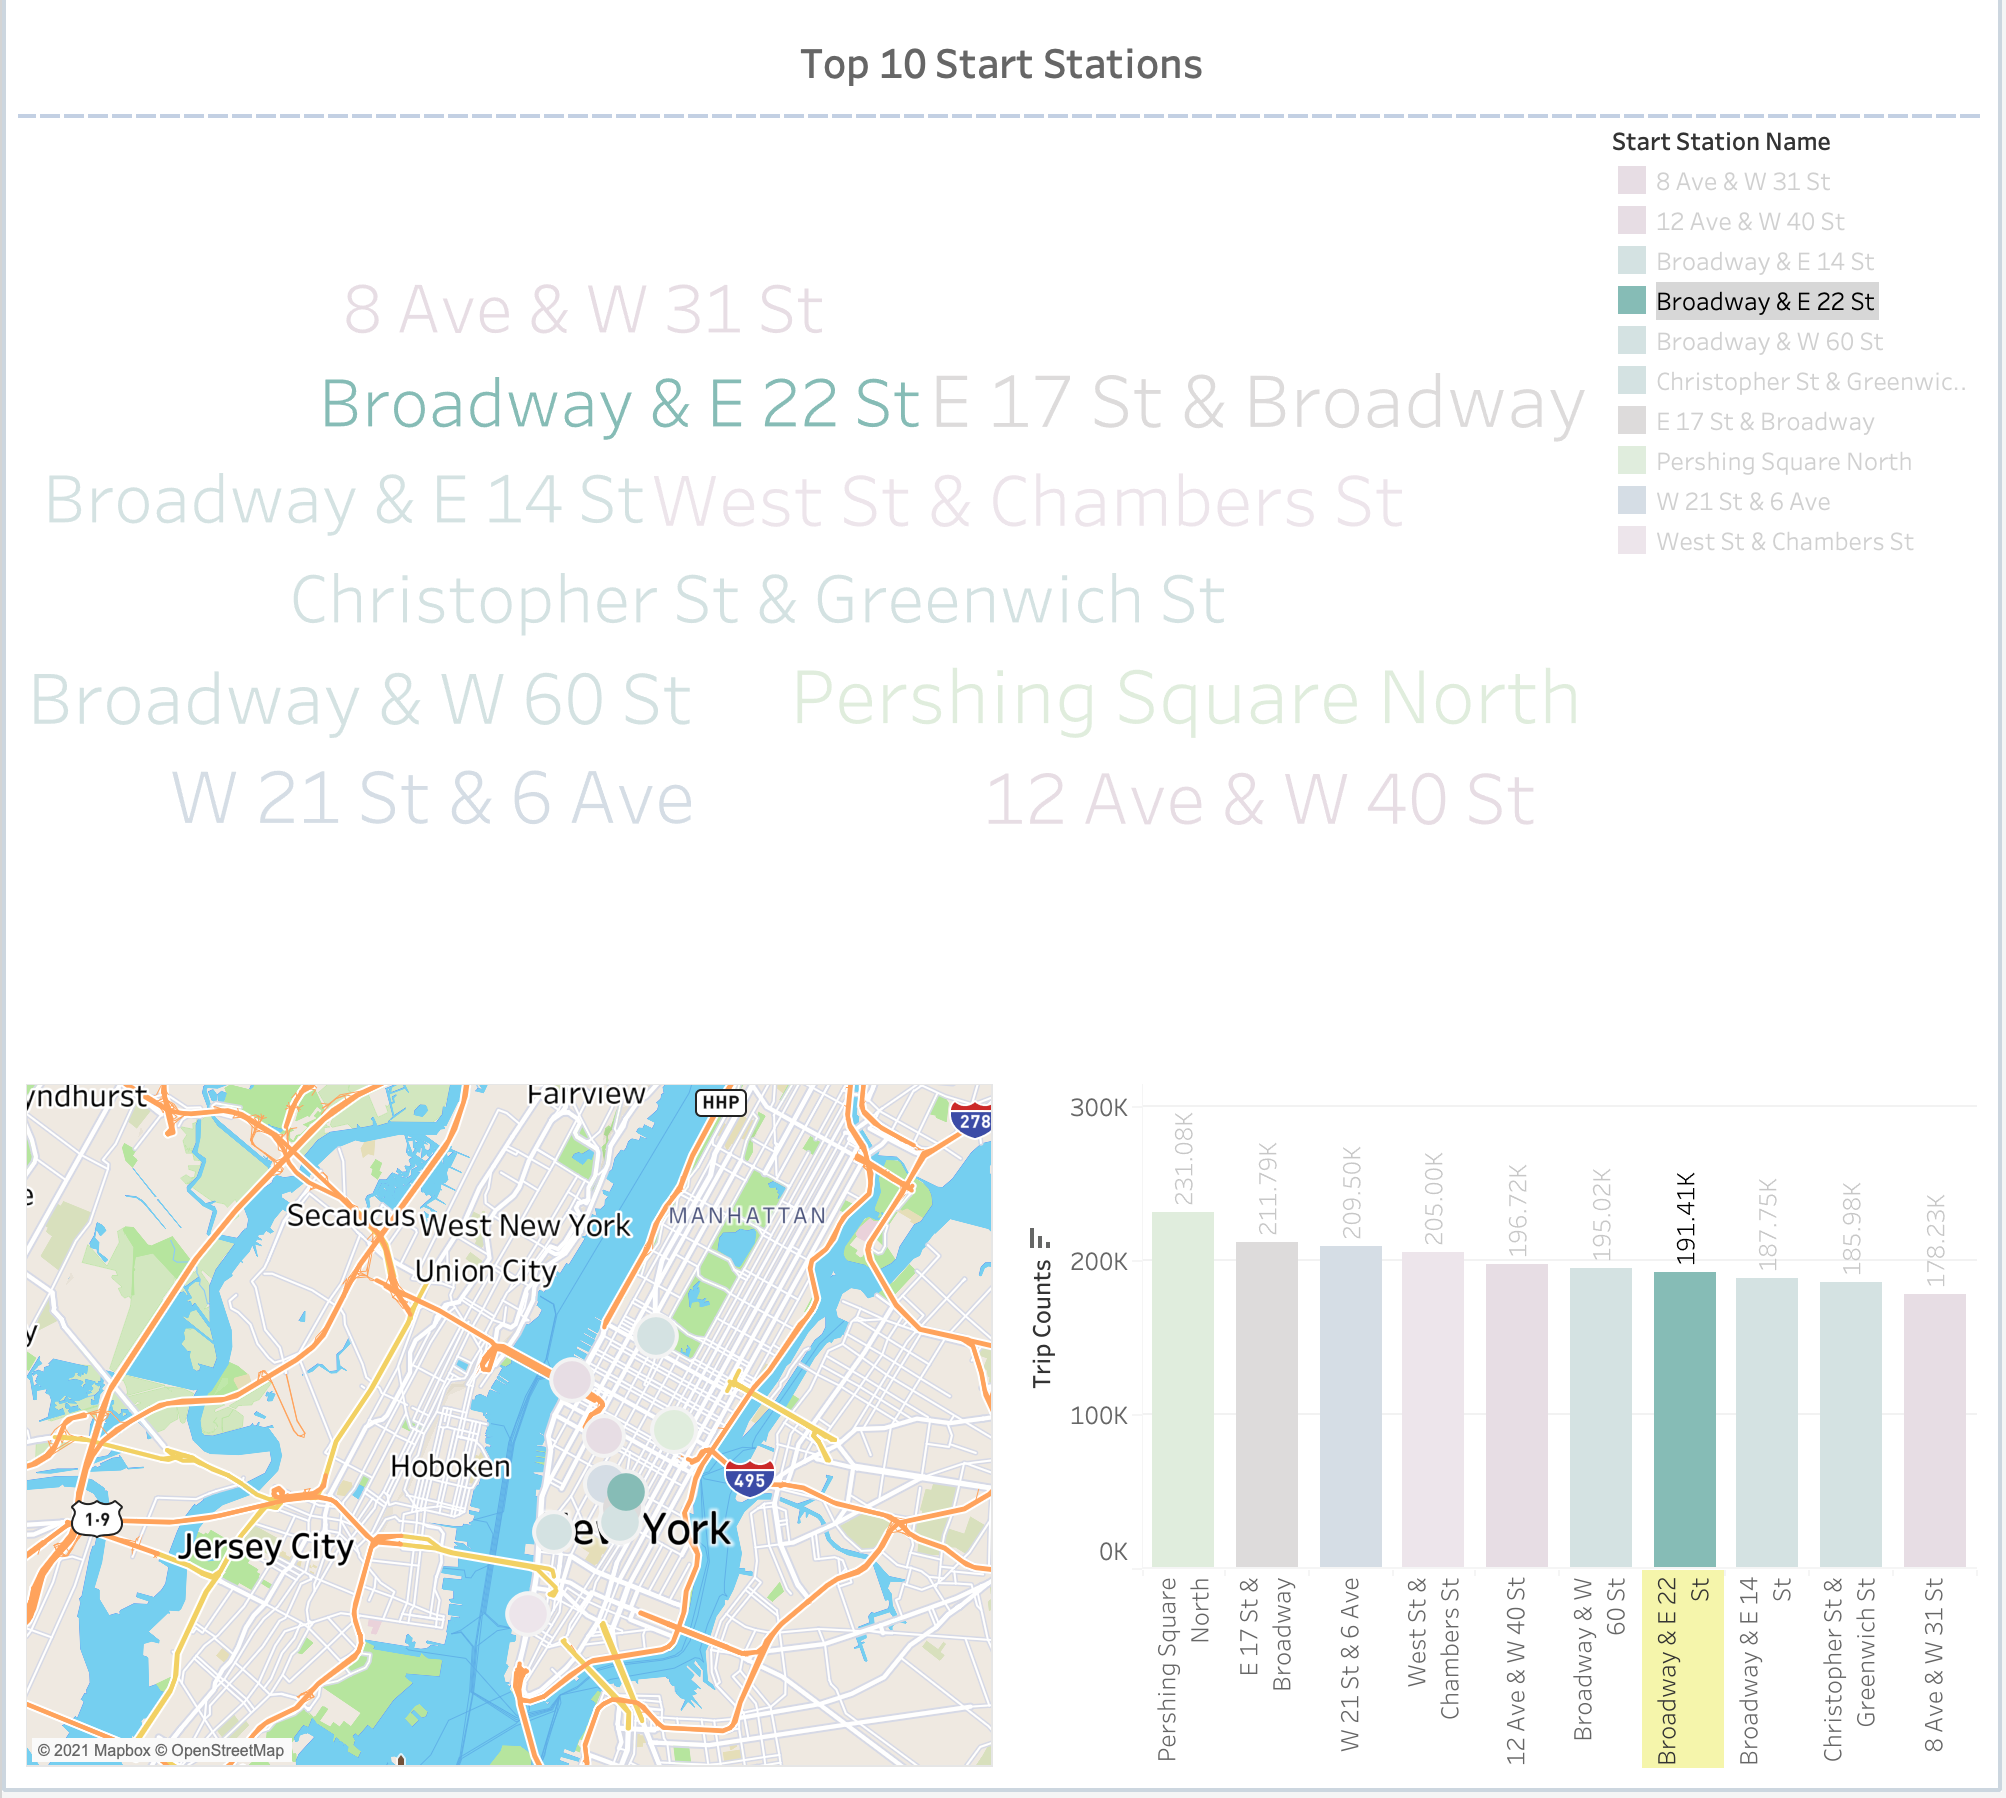 Top 10 Start Stations
Start Station Name
8 Ave & W 31 St
12 Ave & W 40 St
Broadway & E 14 St
Broadway & E 22 St
Broadway & W 60 St
Christopher St & Greenwic..
E 17 St & Broadway
Pershing Square North
W 21 St & 6 Ave
West St & Chambers St
8 Ave & W 31 St
Broadway & E 22 St E 17 St & Broadway
Broadway & E 14 St West St & Chambers St
Christopher St & Greenwich St
Broadway & W 60 St Pershing Square North
W 21 St & 6 Ave 12 Ave & W 40 St
yndhurst
Fairview
HHP
278
e
Secaucus
West New York
MANHATTAN
Union City
y
Hoboken
495
1·9
Jersey City
York
© 2021 Mapbox © OpenStreetMap
Trip Counts
300K
200K
100K
0K
231.08K
211.79K
209.50K
205.00K
196.72K
195.02K
191.41K
187.75K
185.98K
178.23K
Pershing Square
North
E 17 St &
Broadway
W 21 St & 6 Ave
West St &
Chambers St
12 Ave & W 40 St
Broadway & W
60 St
Broadway & E 22
St
Broadway & E 14
St
Christopher St &
Greenwich St
8 Ave & W 31 St